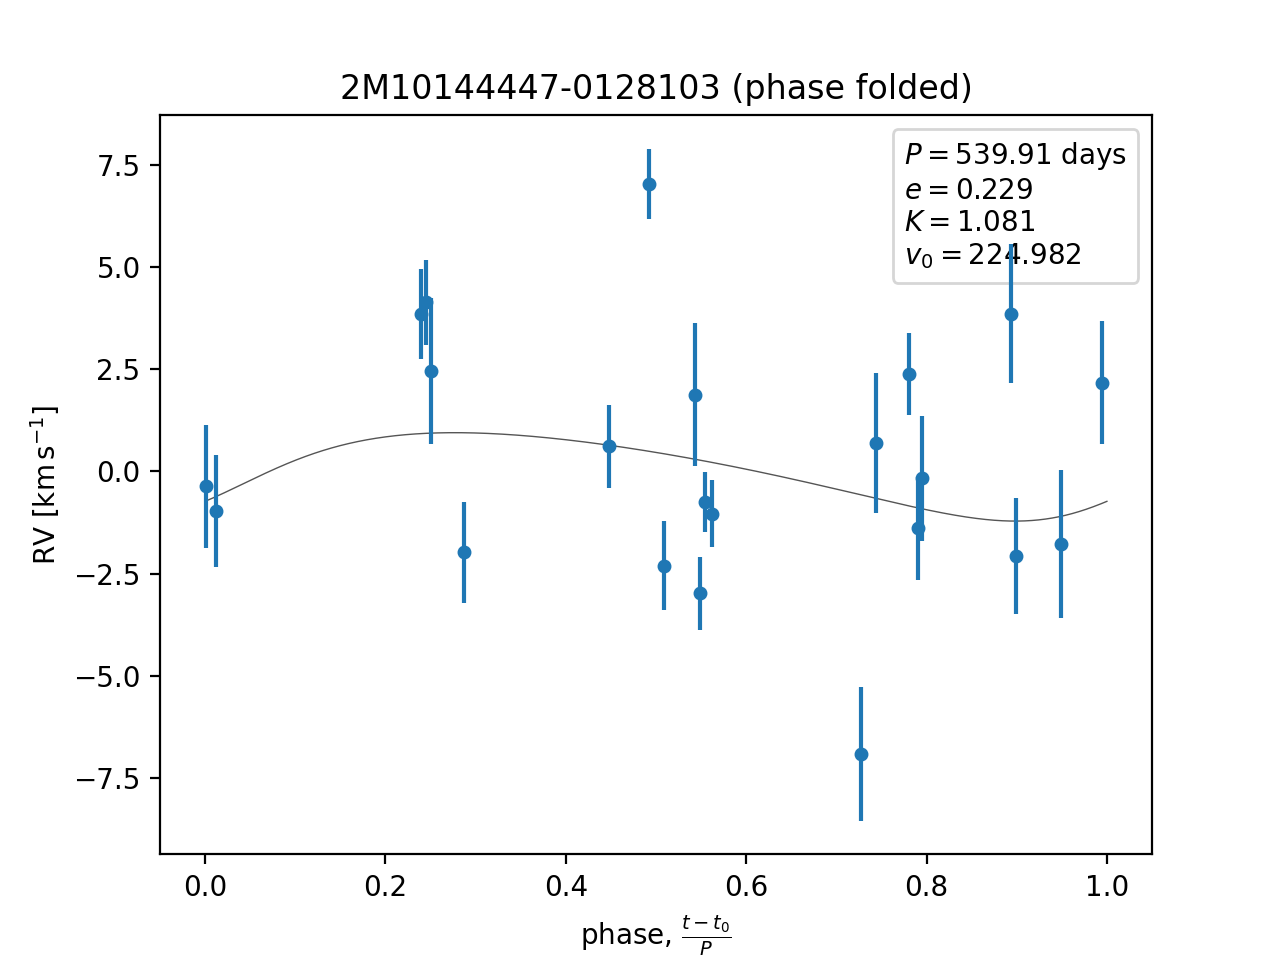 2M10144447-0128103 (phase folded)
P = 539.91 days
e = 0.229
K = 1.081
v₀ = 224.982
RV [km s⁻¹]
7.5
5.0
2.5
0.0
−2.5
−5.0
−7.5
0.0 0.2 0.4 0.6 0.8 1.0
phase, (t − t₀)/P